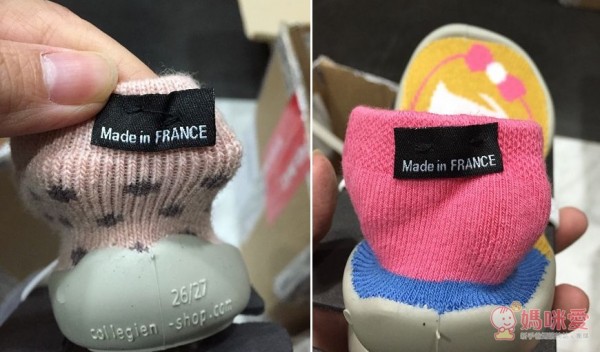 Made in FRANCE
26/27
collegien -shop.com
Made in FRANCE
媽咪愛